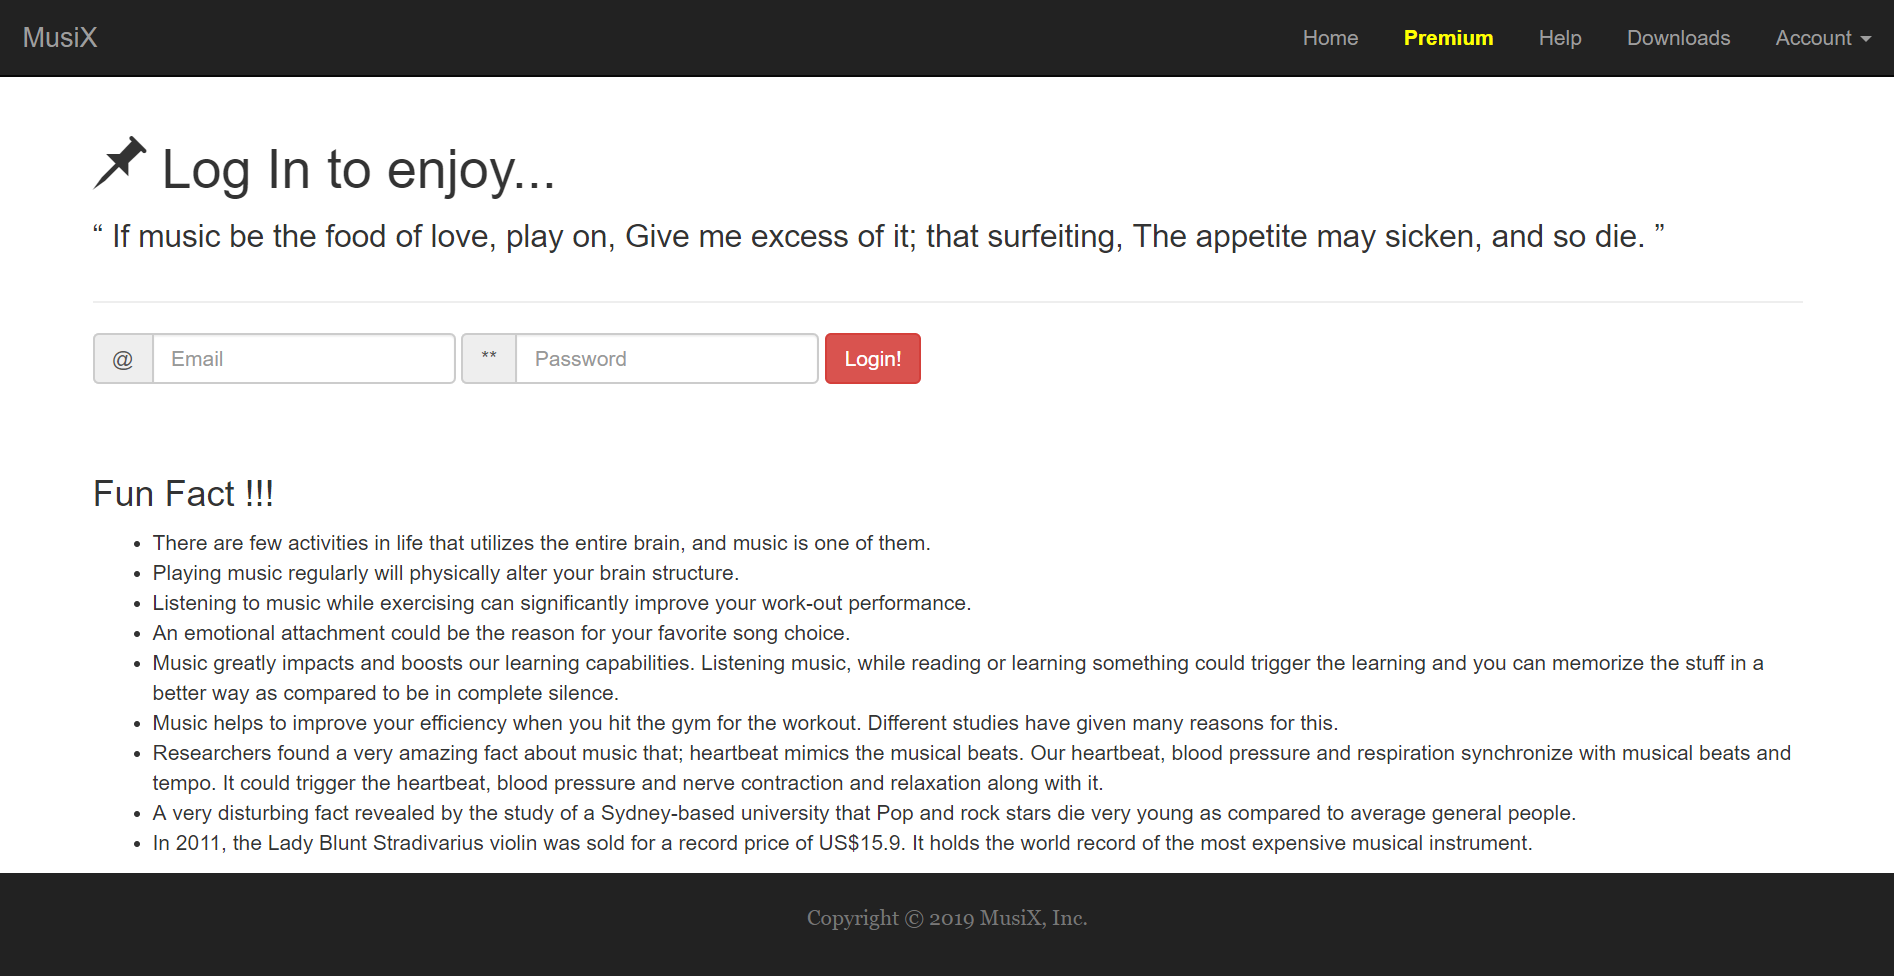 MusiX
Home Premium Help Downloads Account
Log In to enjoy...
“ If music be the food of love, play on, Give me excess of it; that surfeiting, The appetite may sicken, and so die. ”
@ Email ** Password Login!
Fun Fact !!!
• There are few activities in life that utilizes the entire brain, and music is one of them.
• Playing music regularly will physically alter your brain structure.
• Listening to music while exercising can significantly improve your work-out performance.
• An emotional attachment could be the reason for your favorite song choice.
• Music greatly impacts and boosts our learning capabilities. Listening music, while reading or learning something could trigger the learning and you can memorize the stuff in a
better way as compared to be in complete silence.
• Music helps to improve your efficiency when you hit the gym for the workout. Different studies have given many reasons for this.
• Researchers found a very amazing fact about music that; heartbeat mimics the musical beats. Our heartbeat, blood pressure and respiration synchronize with musical beats and
tempo. It could trigger the heartbeat, blood pressure and nerve contraction and relaxation along with it.
• A very disturbing fact revealed by the study of a Sydney-based university that Pop and rock stars die very young as compared to average general people.
• In 2011, the Lady Blunt Stradivarius violin was sold for a record price of US$15.9. It holds the world record of the most expensive musical instrument.
Copyright © 2019 MusiX, Inc.